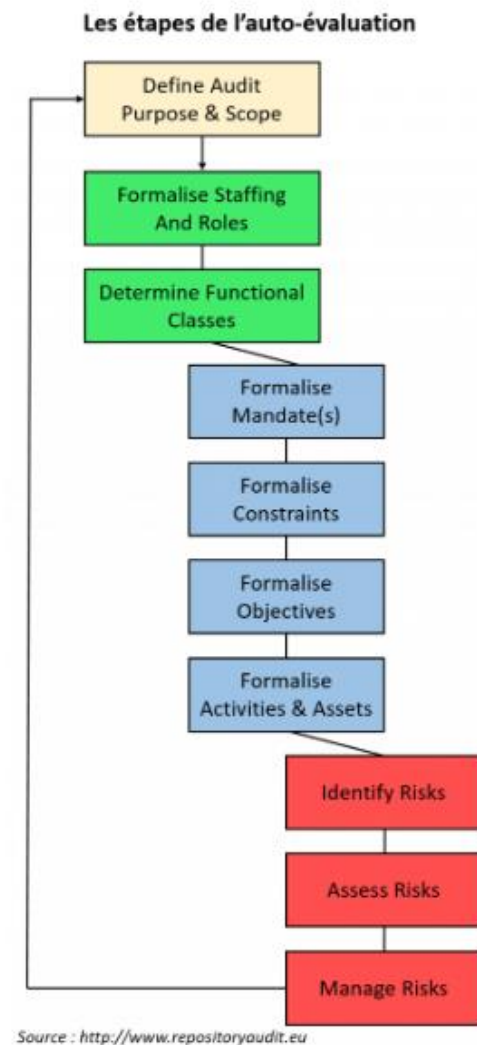 Les étapes de l'auto-évaluation
Define Audit
Purpose & Scope
Formalise Staffing
And Roles
Determine Functional
Classes
Formalise
Mandate(s)
Formalise
Constraints
Formalise
Objectives
Formalise
Activities & Assets
Identify Risks
Assess Risks
Manage Risks
Source : http://www.repositoryaudit.eu